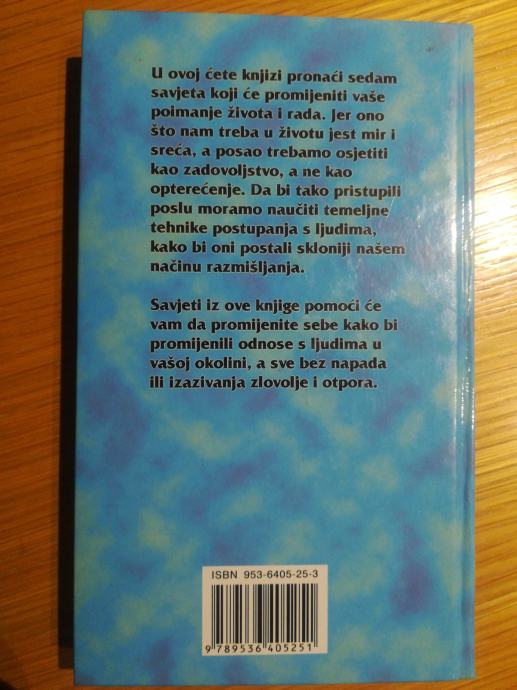 U ovoj ćete knjizi pronaći sedam
savjeta koji će promijeniti vaše
poimanje života i rada. Jer ono
što nam treba u životu jest mir i
sreća, a posao trebamo osjetiti
kao zadovoljstvo, a ne kao
opterećenje. Da bi tako pristupili
poslu moramo naučiti temeljne
tehnike postupanja s ljudima,
kako bi oni postali skloniji našem
načinu razmišljanja.
Savjeti iz ove knjige pomoći će
vam da promijenite sebe kako bi
promijenili odnose s ljudima u
vašoj okolini, a sve bez napada
ili izazivanja zlovolje i otpora.
ISBN 953-6405-25-3
9 789536 405251